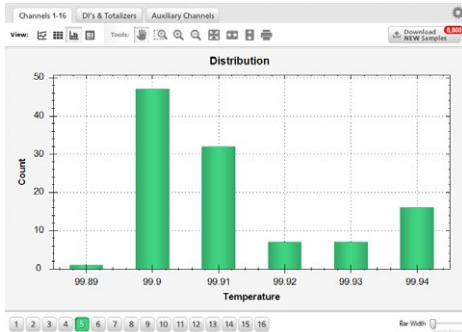 Channels 1-16 DI's & Totalizers Auxiliary Channels
View: Tools: Download NEW Samples 6,800
Distribution
50
40
30
20
10
0
Count
99.89 99.9 99.91 99.92 99.93 99.94
Temperature
1 2 3 4 5 6 7 8 9 10 11 12 13 14 15 16 Bar Width